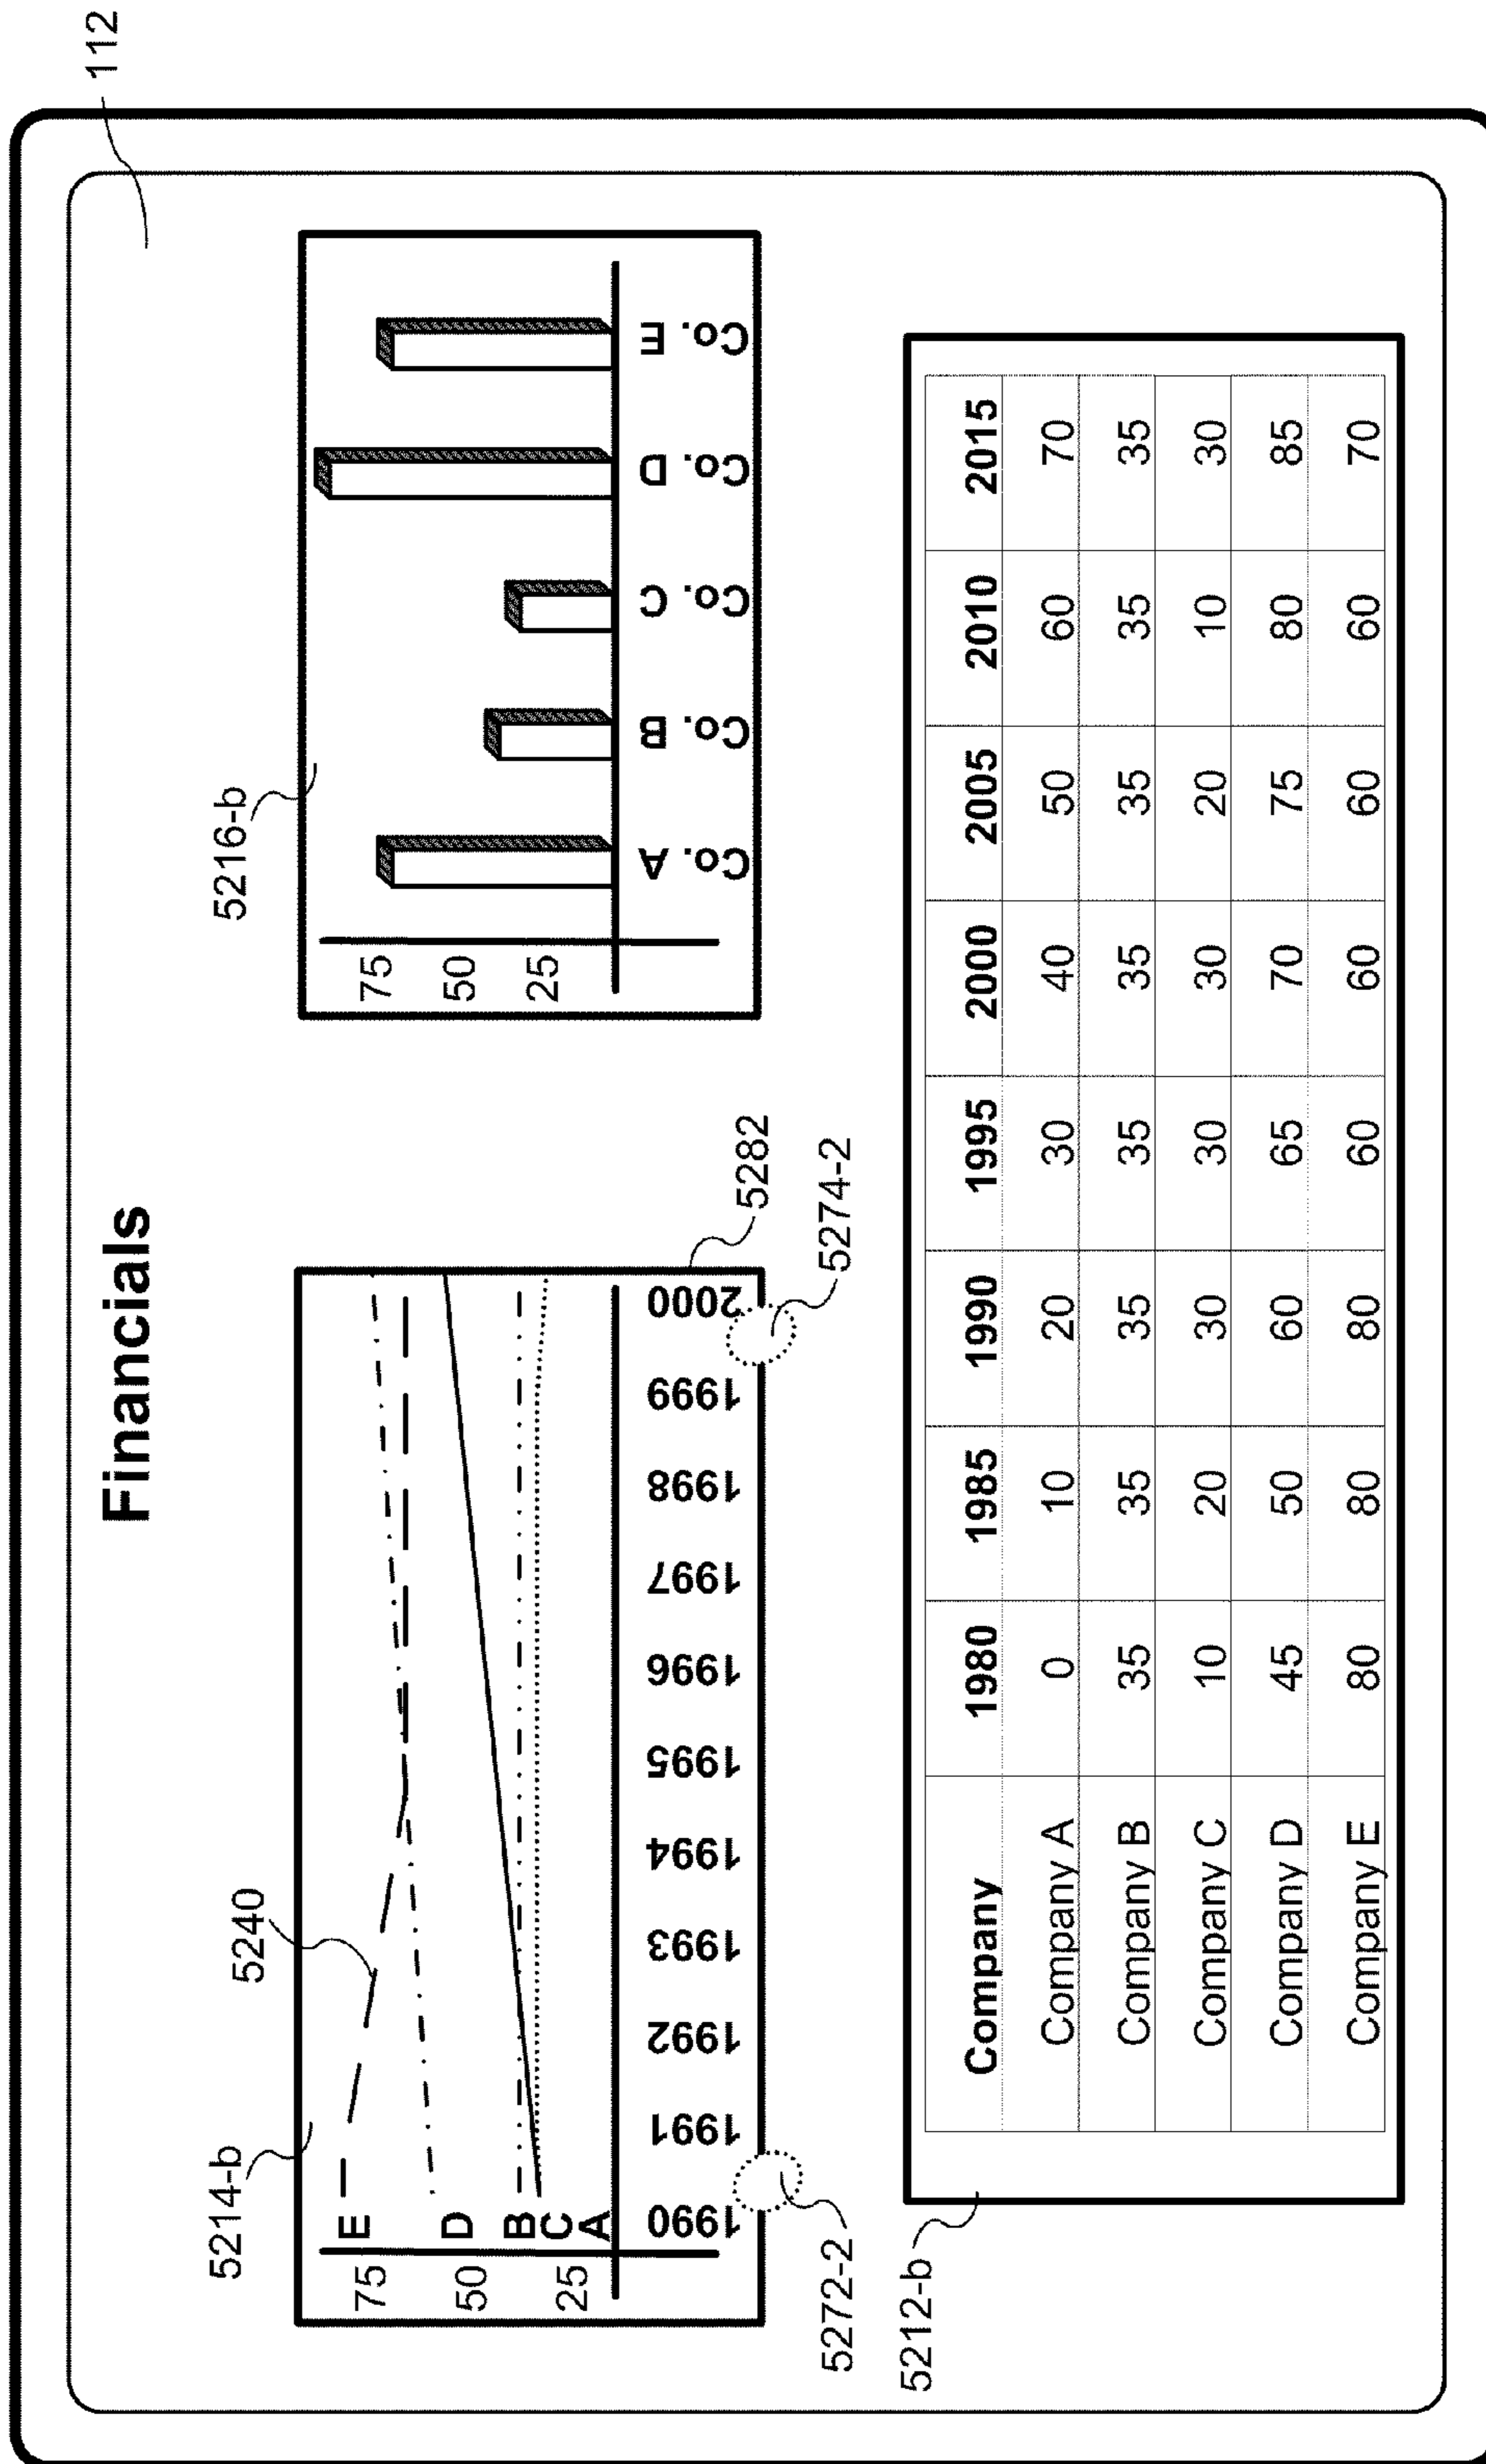 112
Financials
5214-b
5240
75
50
25
E
D
B
C
A
1990 1991 1992 1993 1994 1995 1996 1997 1998 1999 2000
5282
5272-2
5274-2
5216-b
75
50
25
Co. A Co. B Co. C Co. D Co. E
5212-b
Company 1980 1985 1990 1995 2000 2005 2010 2015
Company A 0 10 20 30 40 50 60 70
Company B 35 35 35 35 35 35 35 35
Company C 10 20 30 30 30 20 10 30
Company D 45 50 60 65 70 75 80 85
Company E 80 80 80 60 60 60 60 70